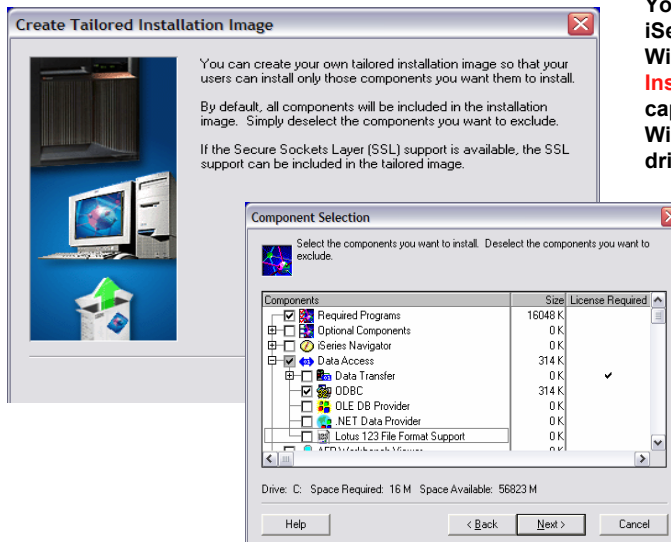 Create Tailored Installation Image
You can create your own tailored installation image so that your
users can install only those components you want them to install.
By default, all components will be included in the installation
image. Simply deselect the components you want to exclude.
If the Secure Sockets Layer (SSL) support is available, the SSL
support can be included in the tailored image.
Component Selection
Select the components you want to install. Deselect the components you want to
exclude.
Components Size License Required
Required Programs 16048 K
Optional Components 0 K
iSeries Navigator 0 K
Data Access 314 K
Data Transfer 0 K
ODBC 314 K
OLE DB Provider 0 K
.NET Data Provider 0 K
Lotus 123 File Format Support 0 K
AFP Workbench Viewer 0 K
Drive: C: Space Required: 16 M Space Available: 56823 M
Help < Back Next > Cancel